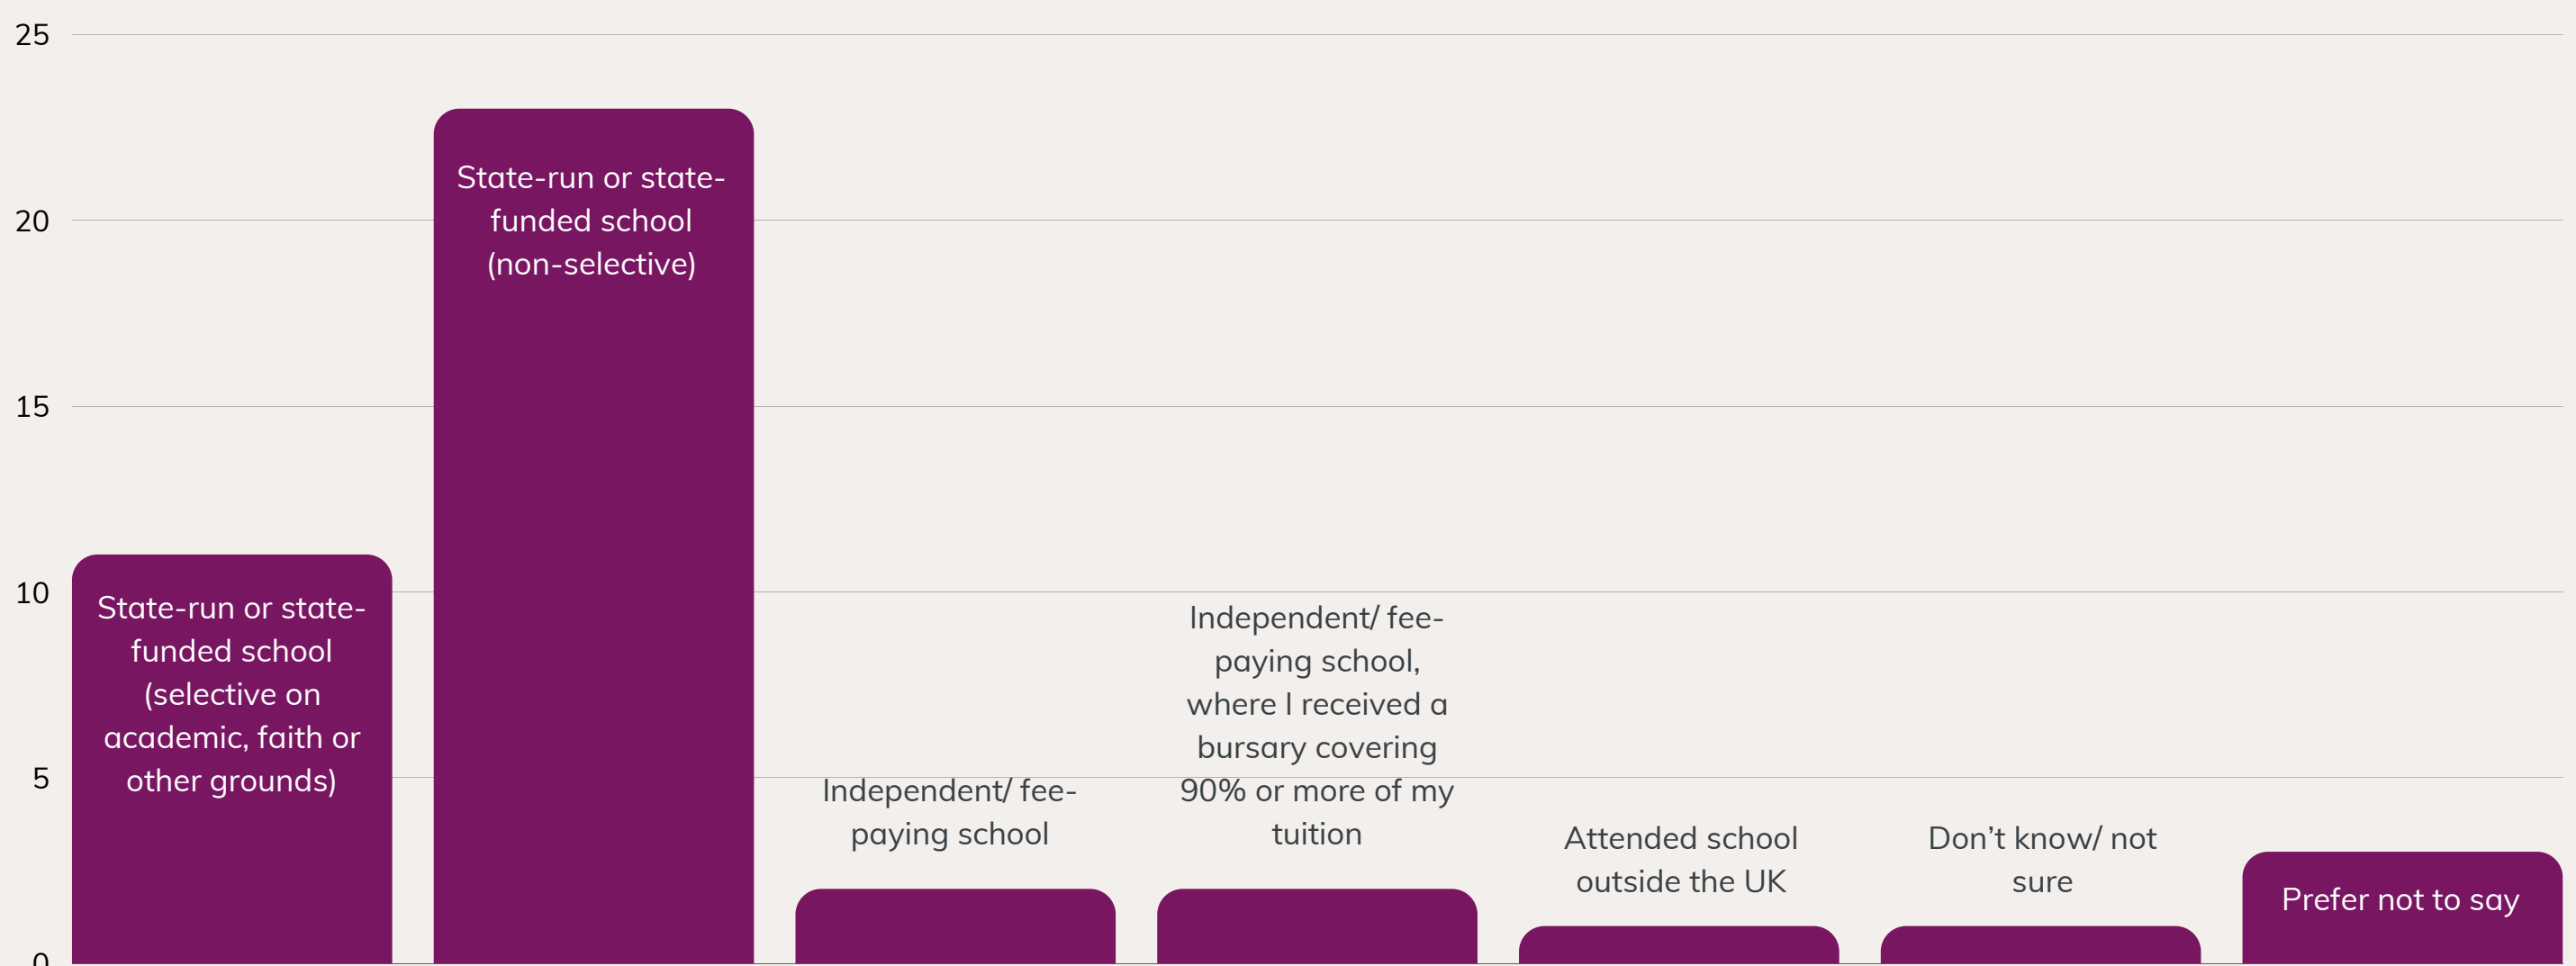 25
20
15
10
5
0
State-run or state-
funded school
(selective on
academic, faith or
other grounds)
State-run or state-
funded school
(non-selective)
Independent/ fee-
paying school
Independent/ fee-
paying school,
where I received a
bursary covering
90% or more of my
tuition
Attended school
outside the UK
Don’t know/ not
sure
Prefer not to say